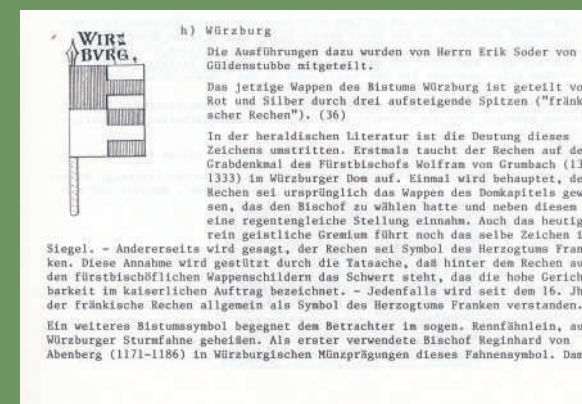 WIRZ
BVRG.
h) Würzburg
Die Ausführungen dazu wurden von Herrn Erik Soder von
Güldenstubbe mitgeteilt.
Das jetzige Wappen des Bistums Würzburg ist geteilt vo
Rot und Silber durch drei aufsteigende Spitzen ("fränk
scher Rechen"). (36)
In der heraldischen Literatur ist die Deutung dieses
Zeichens umstritten. Erstmals taucht der Rechen auf de
Grabdenkmal des Fürstbischofs Wolfram von Grumbach (13
1333) im Würzburger Dom auf. Einmal wird behauptet, de
Rechen sei ursprünglich das Wappen des Domkapitels gew
sen, das den Bischof zu wählen hatte und neben diesem
eine regentengleiche Stellung einnahm. Auch das heutig
rein geistliche Gremium führt noch das selbe Zeichen i
Siegel. - Andererseits wird gesagt, der Rechen sei Symbol des Herzogtums Fran
ken. Diese Annahme wird gestützt durch die Tatsache, daß hinter dem Rechen au
den fürstbischöflichen Wappenschildern das Schwert steht, das die hohe Gerich
barkeit im kaiserlichen Auftrag bezeichnet. - Jedenfalls wird seit dem 16. Jh
der fränkische Rechen allgemein als Symbol des Herzogtums Franken verstanden.
Ein weiteres Bistumssymbol begegnet dem Betrachter im sogen. Rennfähnlein, au
Würzburger Sturmfahne geheißen. Als erster verwendete Bischof Reginhard von
Abenberg (1171-1186) in Würzburgischen Münzprägungen dieses Fahnensymbol. Dam